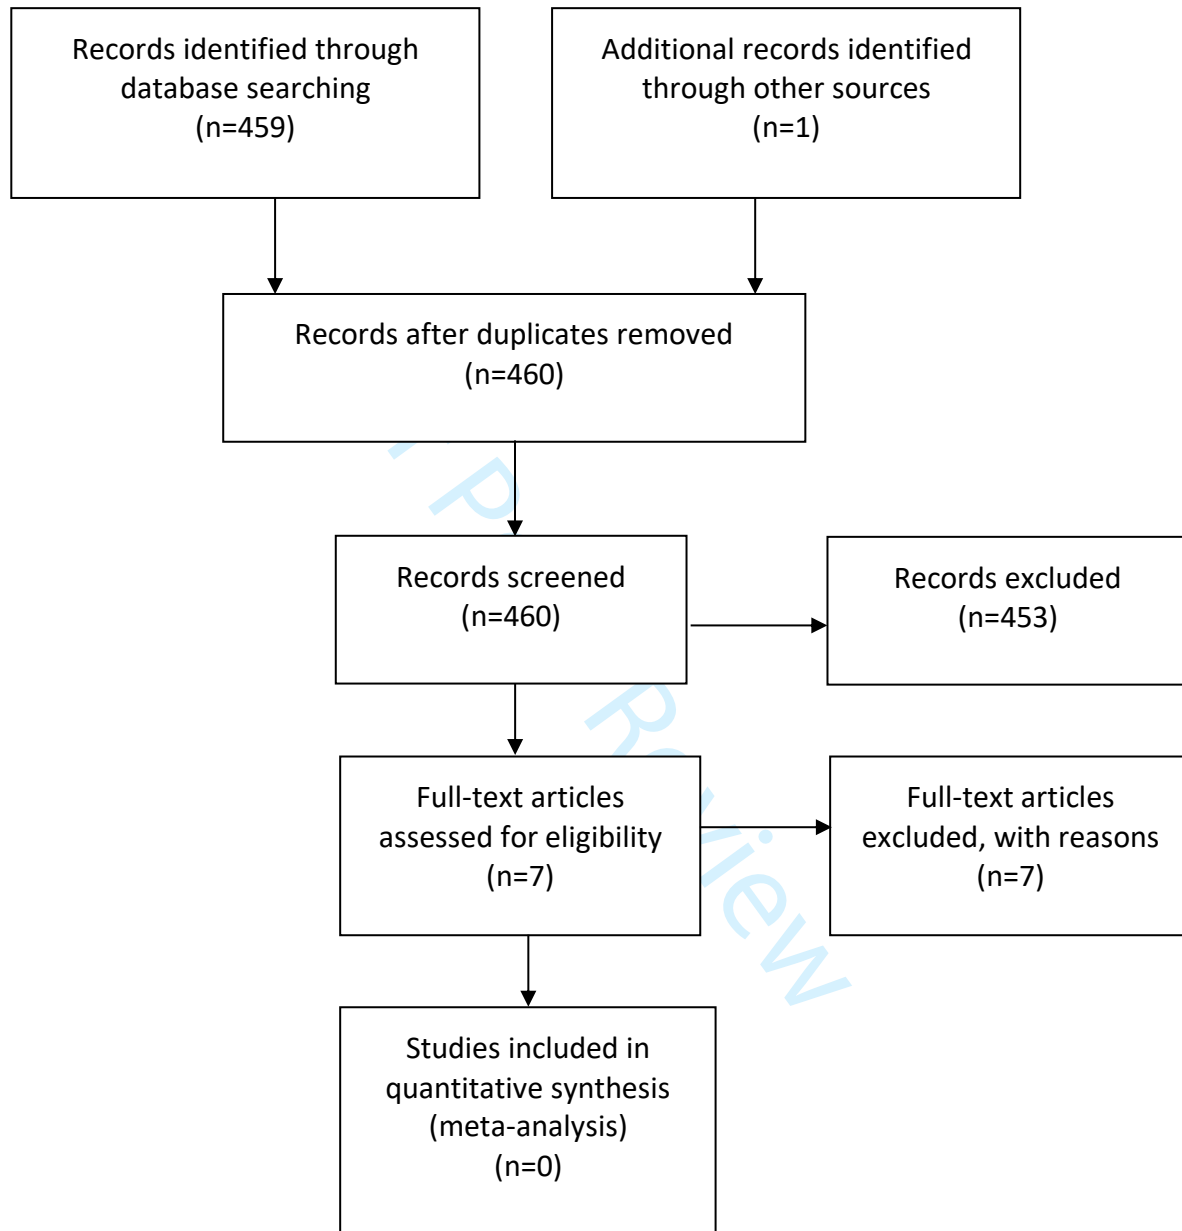 Records identified through
database searching
(n=459)
Additional records identified
through other sources
(n=1)
Records after duplicates removed
(n=460)
Records screened
(n=460)
Records excluded
(n=453)
Full-text articles
assessed for eligibility
(n=7)
Full-text articles
excluded, with reasons
(n=7)
Studies included in
quantitative synthesis
(meta-analysis)
(n=0)